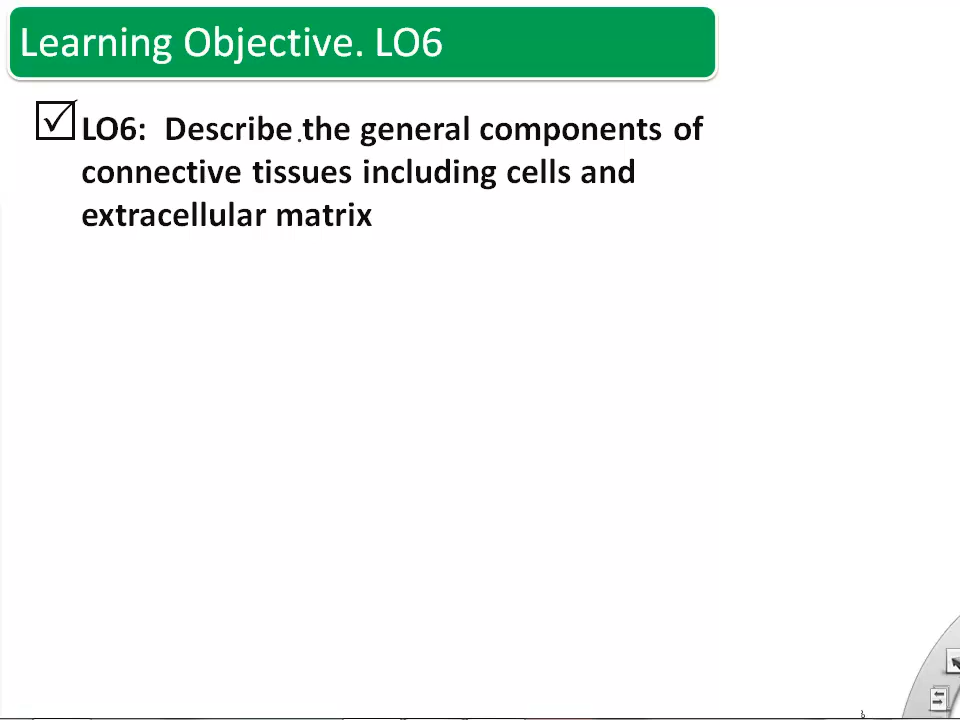 Learning Objective. LO6
LO6: Describe the general components of
connective tissues including cells and
extracellular matrix